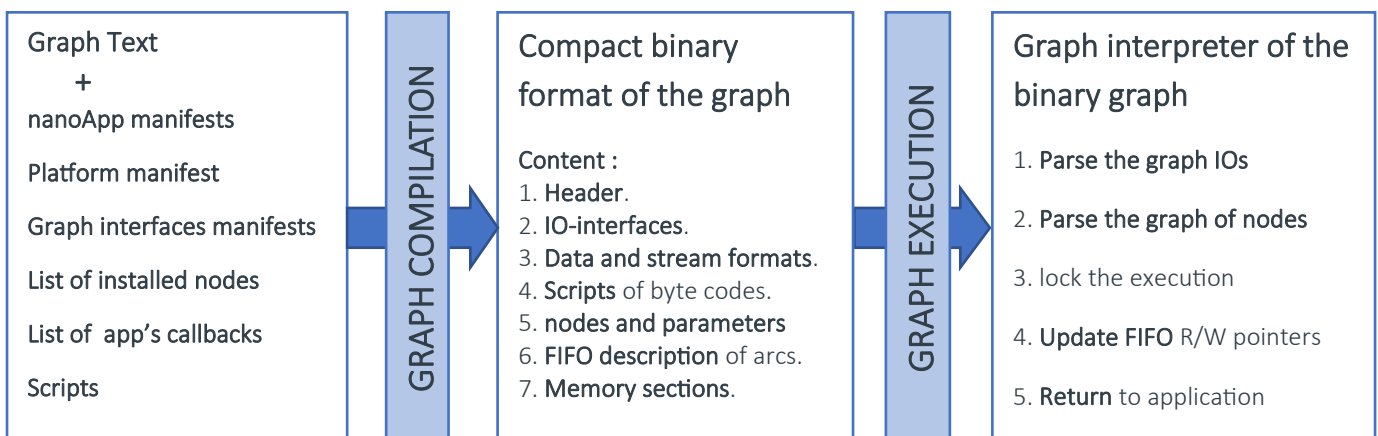 Graph Text
+
nanoApp manifests
Platform manifest
Graph interfaces manifests
List of installed nodes
List of  app's callbacks
Scripts
GRAPH COMPILATION
Compact binary
format of the graph
Content :
1. Header.
2. IO-interfaces.
3. Data and stream formats.
4. Scripts of byte codes.
5. nodes and parameters
6. FIFO description of arcs.
7. Memory sections.
GRAPH EXECUTION
Graph interpreter of the
binary graph
1. Parse the graph IOs
2. Parse the graph of nodes
3. lock the execution
4. Update FIFO R/W pointers
5. Return to application